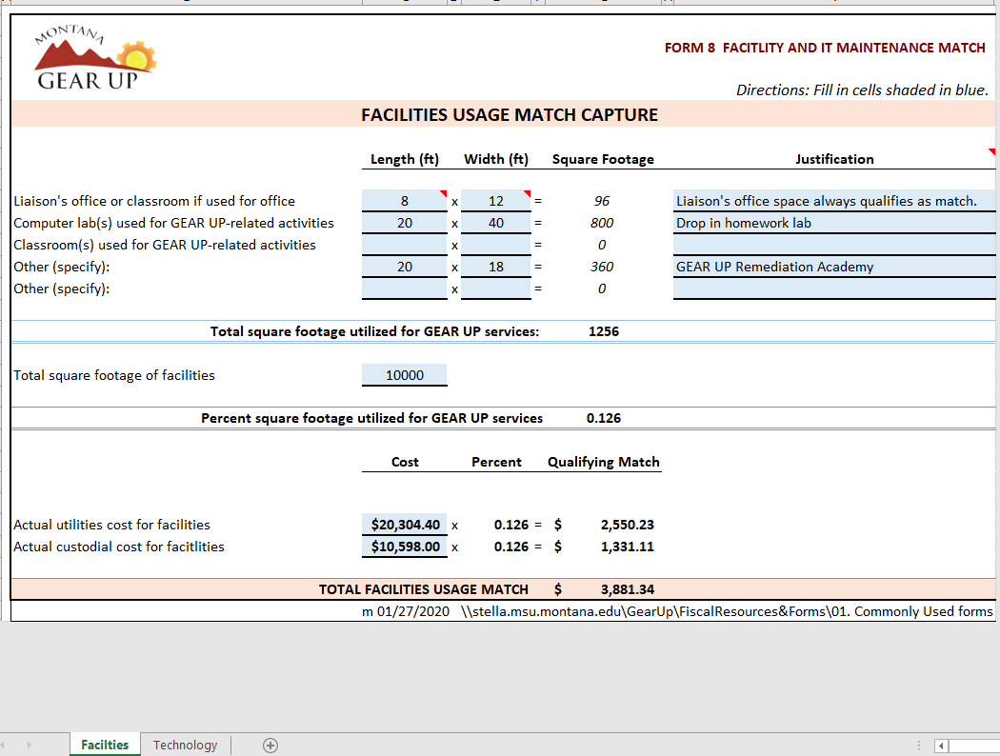 MONTANA
GEAR UP
FORM 8 FACITLITY AND IT MAINTENANCE MATCH
Directions: Fill in cells shaded in blue.
FACILITIES USAGE MATCH CAPTURE
Length (ft) Width (ft) Square Footage Justification
Liaison's office or classroom if used for office 8 x 12 = 96 Liaison's office space always qualifies as match.
Computer lab(s) used for GEAR UP-related activities 20 x 40 = 800 Drop in homework lab
Classroom(s) used for GEAR UP-related activities x = 0
Other (specify): 20 x 18 = 360 GEAR UP Remediation Academy
Other (specify): x = 0
Total square footage utilized for GEAR UP services: 1256
Total square footage of facilities 10000
Percent square footage utilized for GEAR UP services 0.126
Cost Percent Qualifying Match
Actual utilities cost for facilities $20,304.40 x 0.126 = $ 2,550.23
Actual custodial cost for facitlities $10,598.00 x 0.126 = $ 1,331.11
TOTAL FACILITIES USAGE MATCH $ 3,881.34
m 01/27/2020 \\stella.msu.montana.edu\GearUp\FiscalResources&Forms\01. Commonly Used forms
Facilties Technology